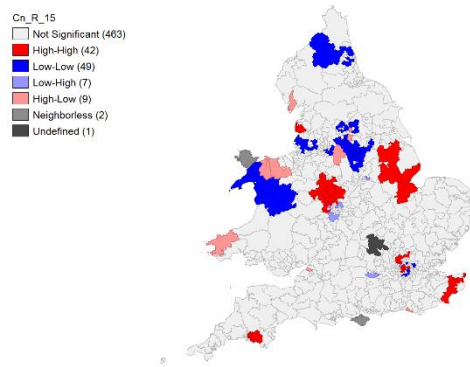 Cn_R_15
Not Significant (463)
High-High (42)
Low-Low (49)
Low-High (7)
High-Low (9)
Neighborless (2)
Undefined (1)